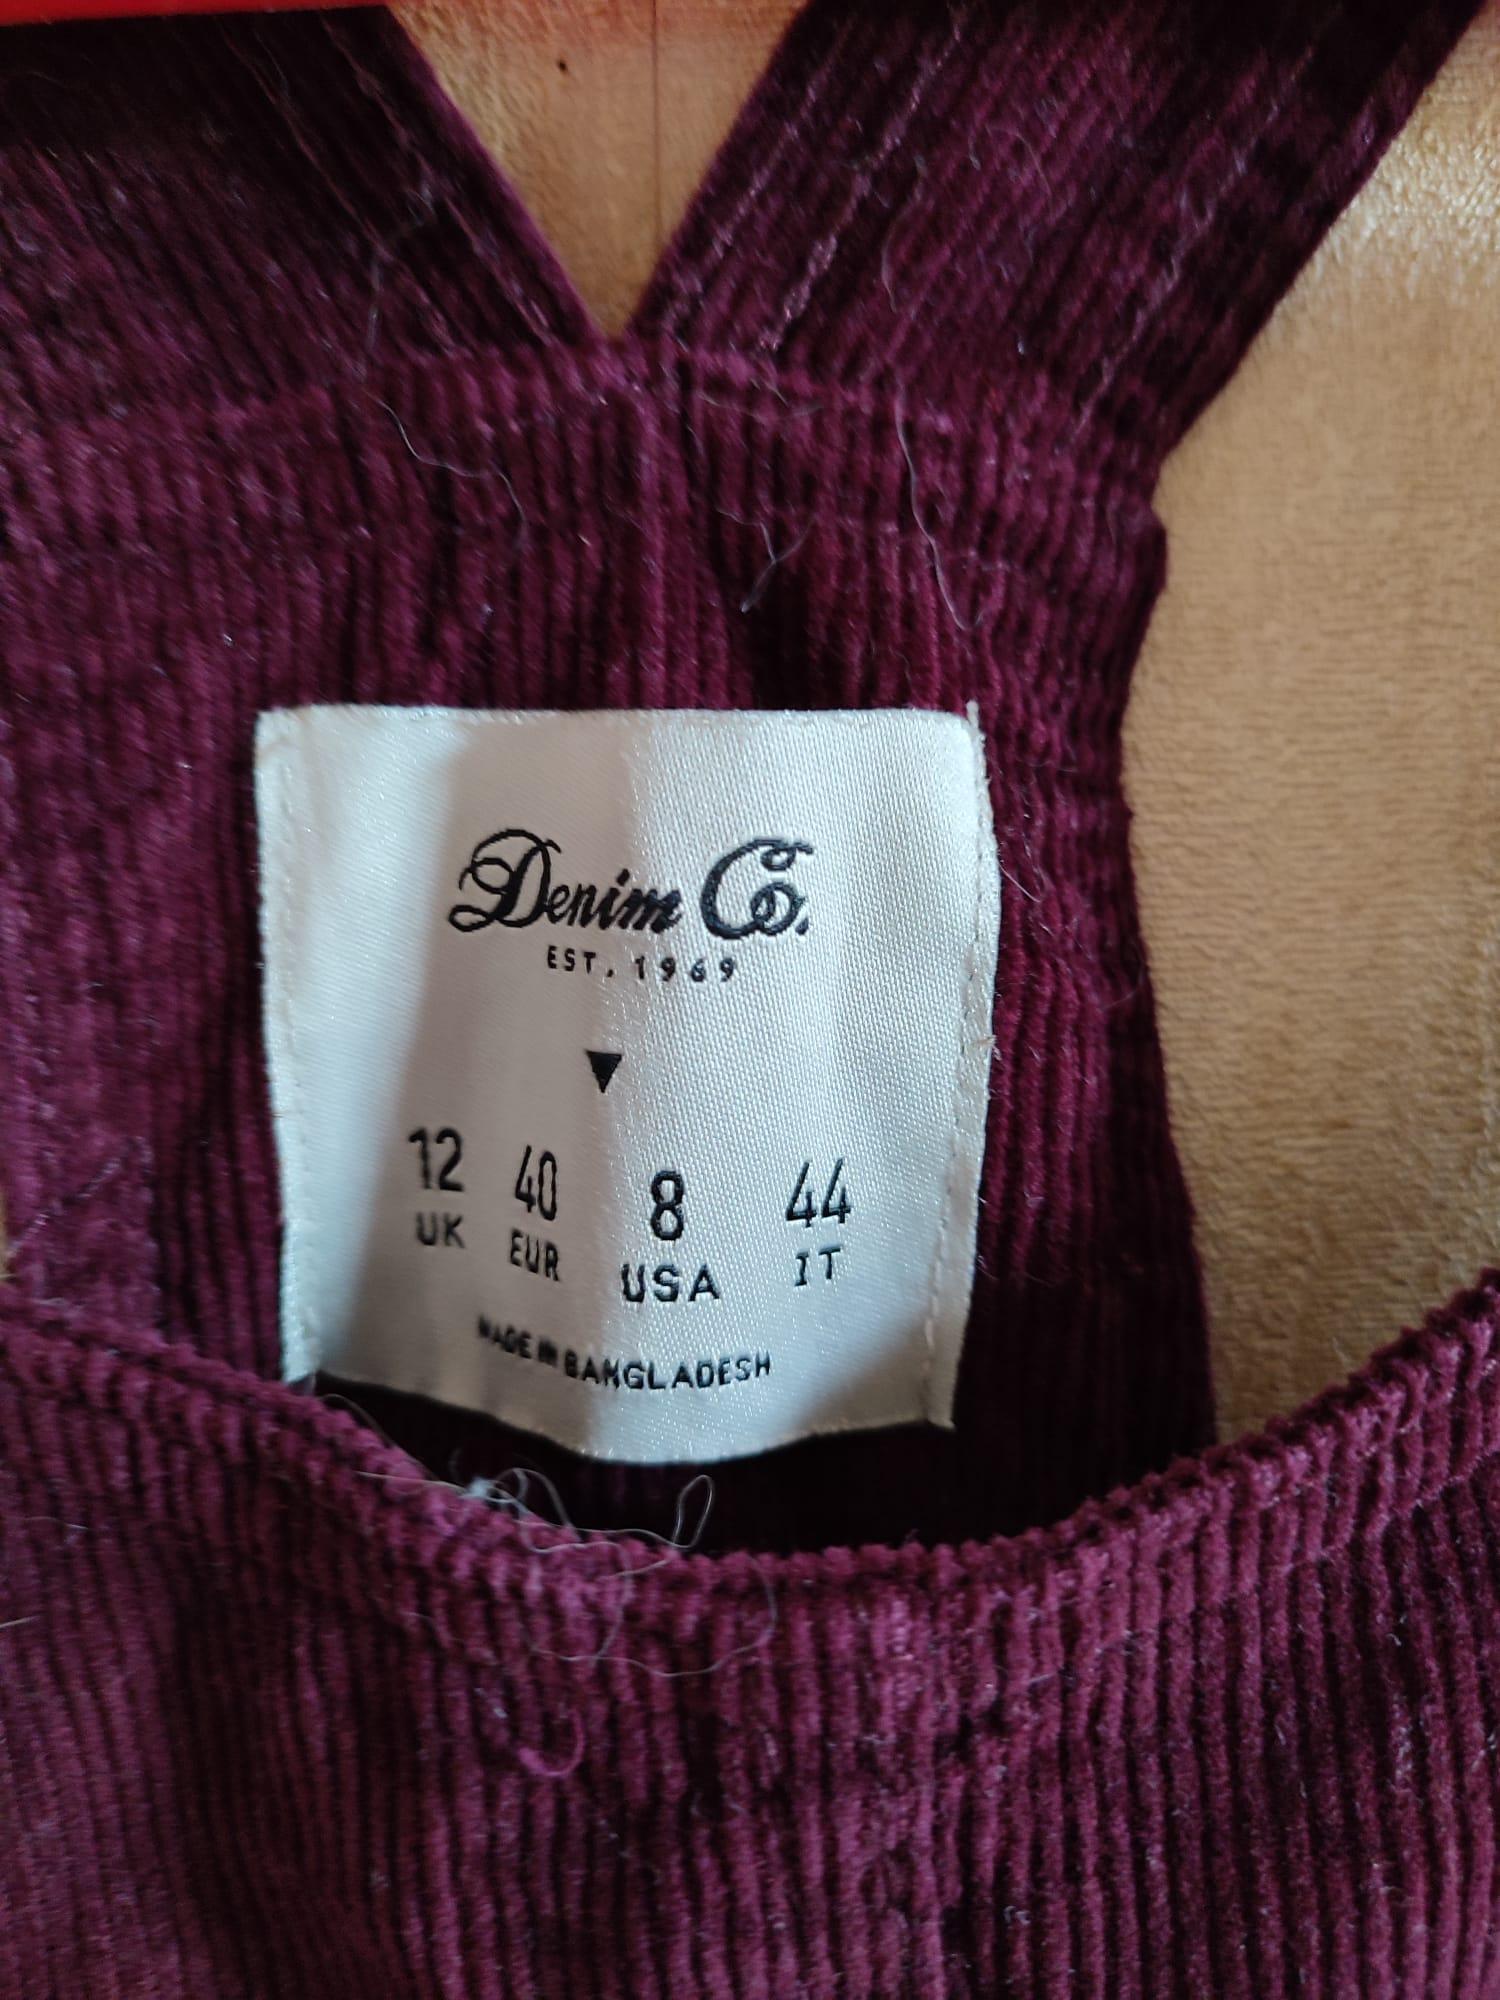 Denim Co.
EST. 1969
12 40 8 44
UK EUR USA IT
MADE IN BANGLADESH